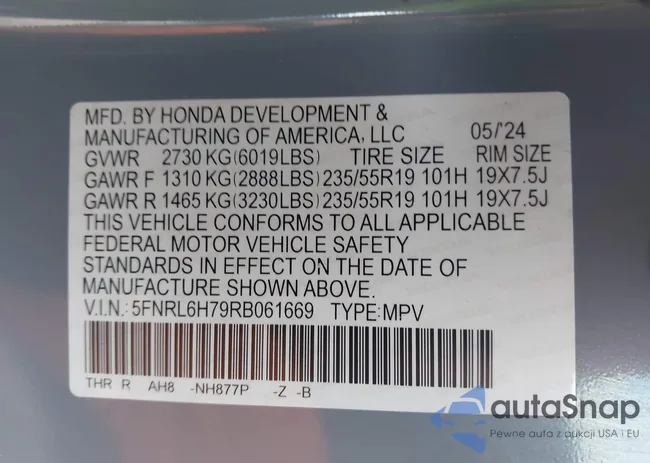 MFD. BY HONDA DEVELOPMENT &
MANUFACTURING OF AMERICA, LLC 05/'24
GVWR 2730 KG(6019LBS) TIRE SIZE RIM SIZE
GAWR F 1310 KG(2888LBS)235/55R19 101H 19X7.5J
GAWR R 1465 KG(3230LBS)235/55R19 101H 19X7.5J
THIS VEHICLE CONFORMS TO ALL APPLICABLE
FEDERAL MOTOR VEHICLE SAFETY
STANDARDS IN EFFECT ON THE DATE OF
MANUFACTURE SHOWN ABOVE.
V.I.N.: 5FNRL6H79RB061669 TYPE:MPV
THR R AH8 -NH877P -Z -B
autaSnap
Pewne auta z aukcji USA i EU